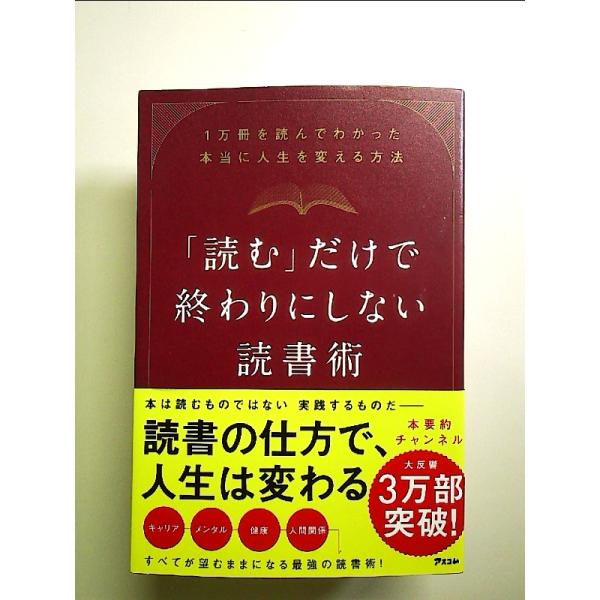 1万冊を読んでわかった
本当に人生を変える方法
「読む」だけで
終わりにしない
読書術
本は読むものではない 実践するものだ──
読書の仕方で、
人生は変わる
本要約
チャンネル
大反響
3万部
突破!
キャリア
メンタル
健康
人間関係
すべてが望むままになる最強の読書術!
アスコム